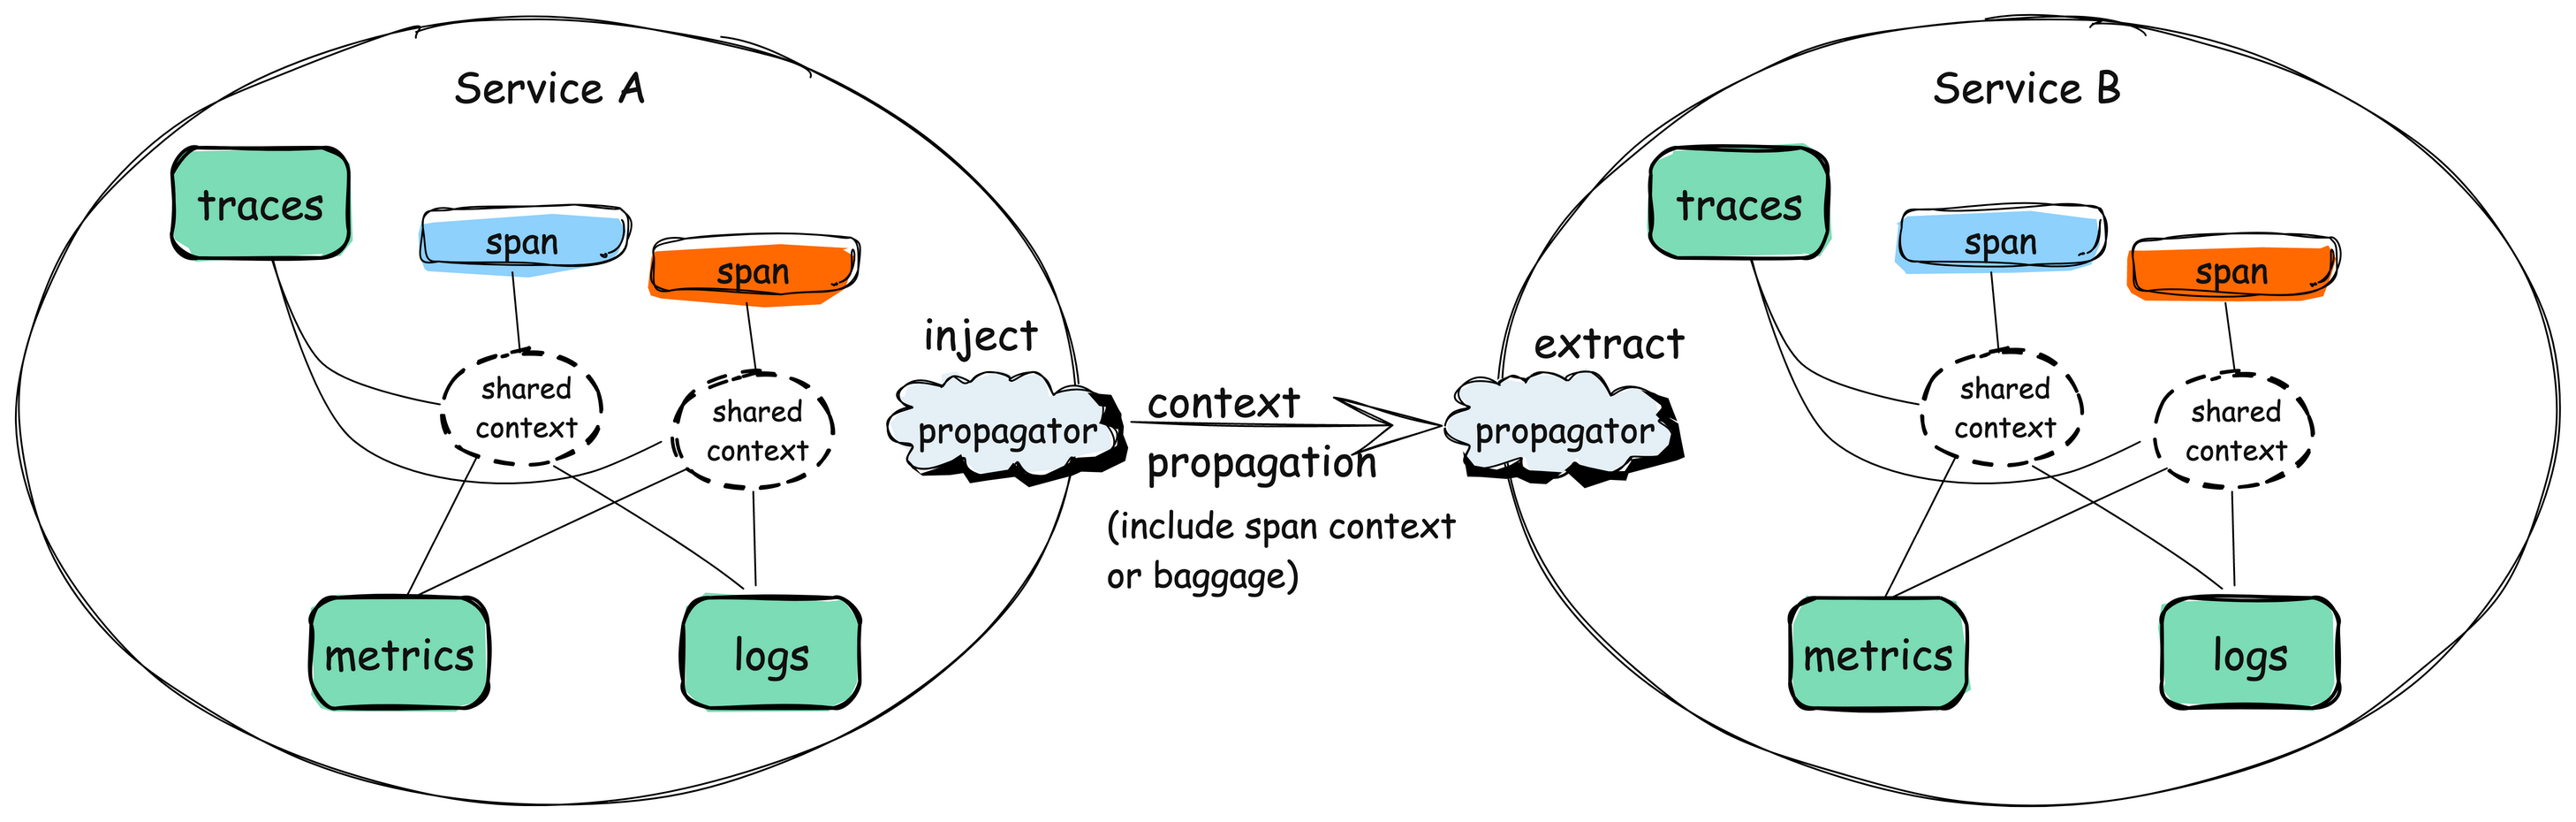 Service A
traces
span
span
shared
context
shared
context
metrics
logs
inject
propagator
context
propagation
(include span context
or baggage)
extract
propagator
Service B
traces
span
span
shared
context
shared
context
metrics
logs